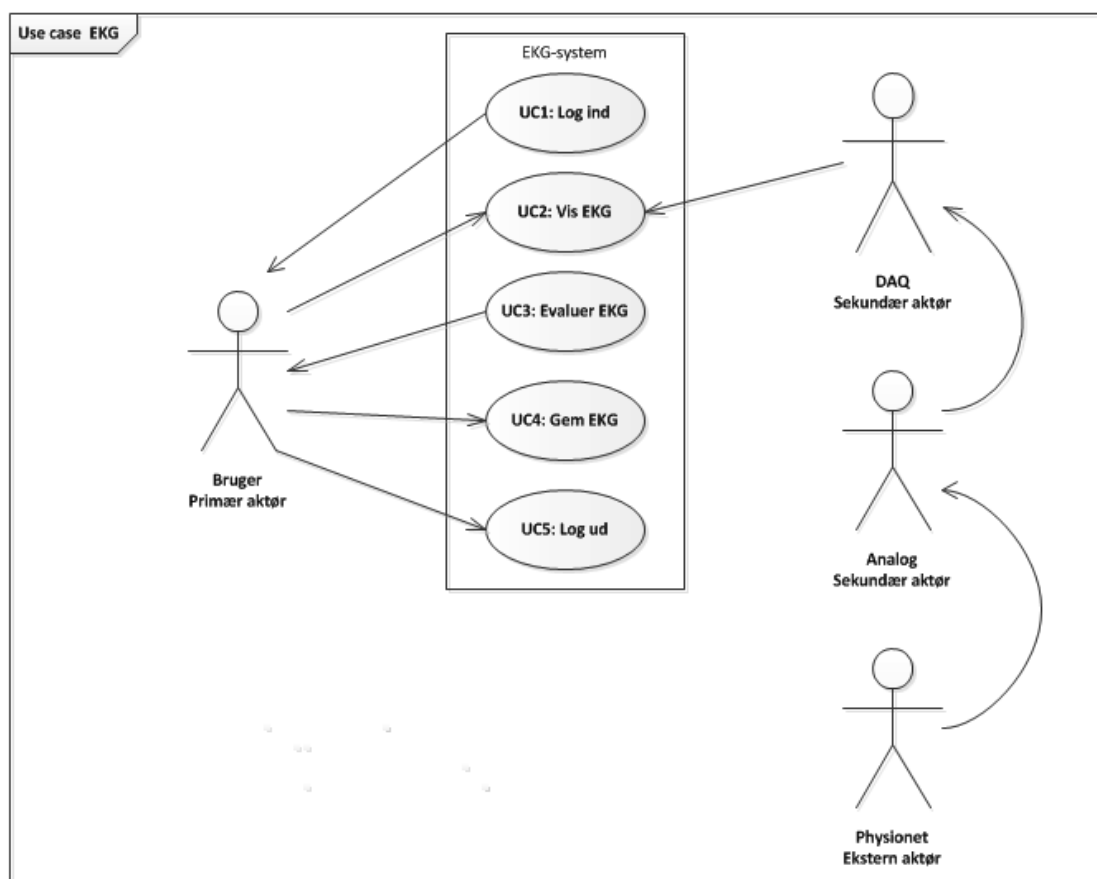 Use case EKG
EKG-system
UC1: Log ind
UC2: Vis EKG
UC3: Evaluer EKG
UC4: Gem EKG
UC5: Log ud
Bruger
Primær aktør
DAQ
Sekundær aktør
Analog
Sekundær aktør
Physionet
Ekstern aktør